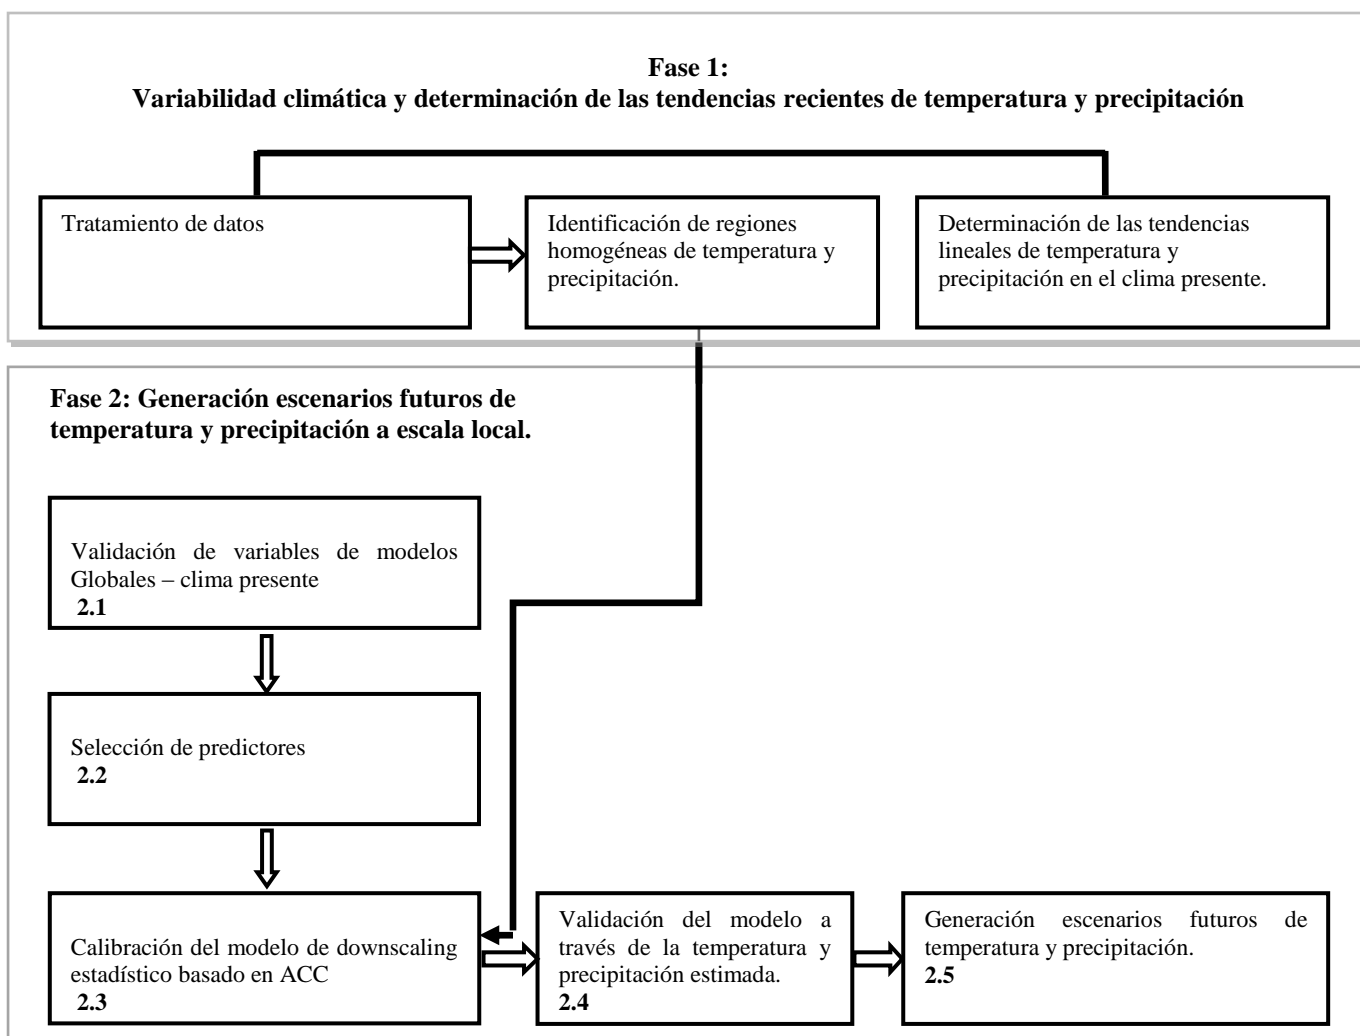 Fase 1:
Variabilidad climática y determinación de las tendencias recientes de temperatura y precipitación
Tratamiento de datos
Identificación de regiones
homogéneas de temperatura y
precipitación.
Determinación de las tendencias
lineales de temperatura y
precipitación en el clima presente.
Fase 2: Generación escenarios futuros de
temperatura y precipitación a escala local.
Validación de variables de modelos
Globales – clima presente
2.1
Selección de predictores
2.2
Calibración del modelo de downscaling
estadístico basado en ACC
2.3
Validación del modelo a
través de la temperatura y
precipitación estimada.
2.4
Generación escenarios futuros de
temperatura y precipitación.
2.5